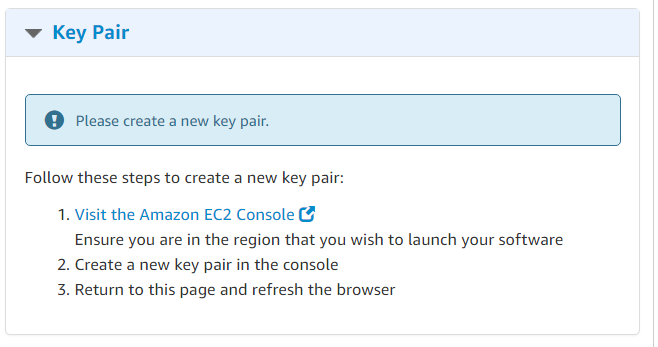 Key Pair
Please create a new key pair.
Follow these steps to create a new key pair:
1. Visit the Amazon EC2 Console
Ensure you are in the region that you wish to launch your software
2. Create a new key pair in the console
3. Return to this page and refresh the browser